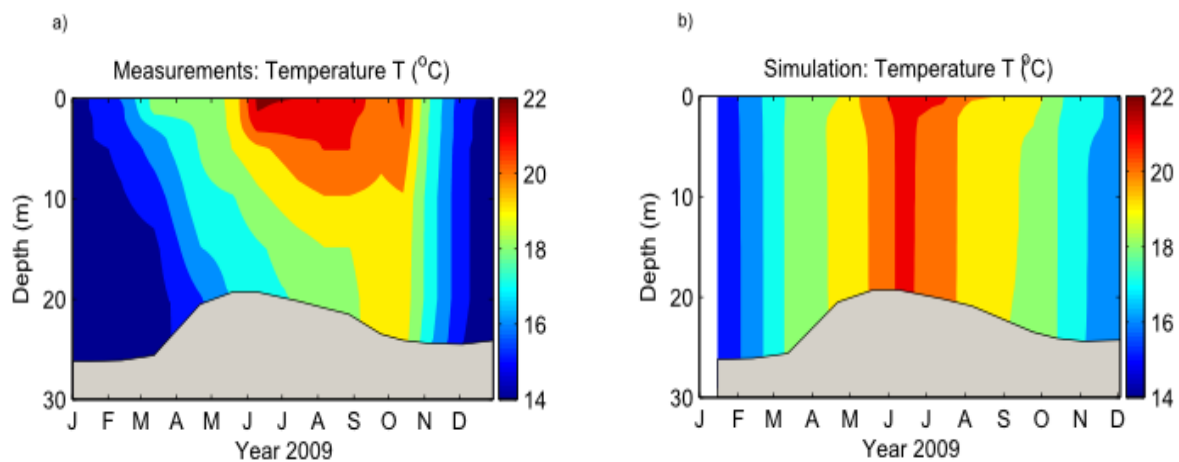 a)
Measurements: Temperature T (°C)
0
10
20
30
Depth (m)
J F M A M J J A S O N D
Year 2009
22
20
18
16
14
b)
Simulation: Temperature T (°C)
0
10
20
30
Depth (m)
J F M A M J J A S O N D
Year 2009
22
20
18
16
14